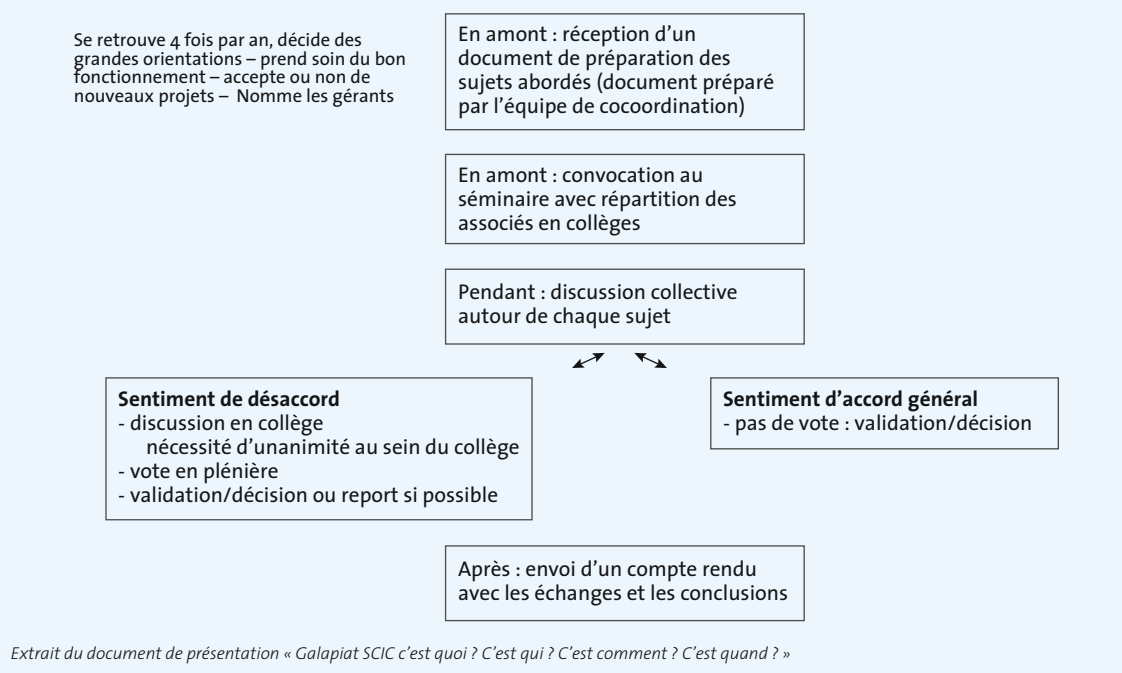 Se retrouve 4 fois par an, décide des
grandes orientations – prend soin du bon
fonctionnement – accepte ou non de
nouveaux projets – Nomme les gérants
En amont : réception d’un
document de préparation des
sujets abordés (document préparé
par l’équipe de cocoordination)
En amont : convocation au
séminaire avec répartition des
associés en collèges
Pendant : discussion collective
autour de chaque sujet
Sentiment de désaccord
- discussion en collège
nécessité d’unanimité au sein du collège
- vote en plénière
- validation/décision ou report si possible
Sentiment d’accord général
- pas de vote : validation/décision
Après : envoi d’un compte rendu
avec les échanges et les conclusions
Extrait du document de présentation « Galapiat SCIC c’est quoi ? C’est qui ? C’est comment ? C’est quand ? »